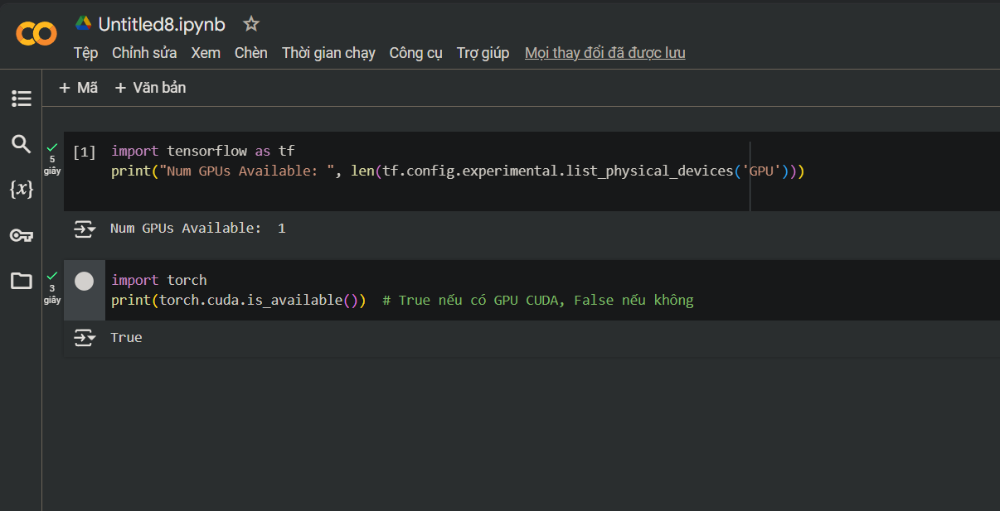 Untitled8.ipynb
Tệp Chỉnh sửa Xem Chèn Thời gian chạy Công cụ Trợ giúp Mọi thay đổi đã được lưu
+ Mã + Văn bản
5 giây
[1] import tensorflow as tf
print("Num GPUs Available: ", len(tf.config.experimental.list_physical_devices('GPU')))
Num GPUs Available:  1
3 giây
import torch
print(torch.cuda.is_available())  # True nếu có GPU CUDA, False nếu không
True